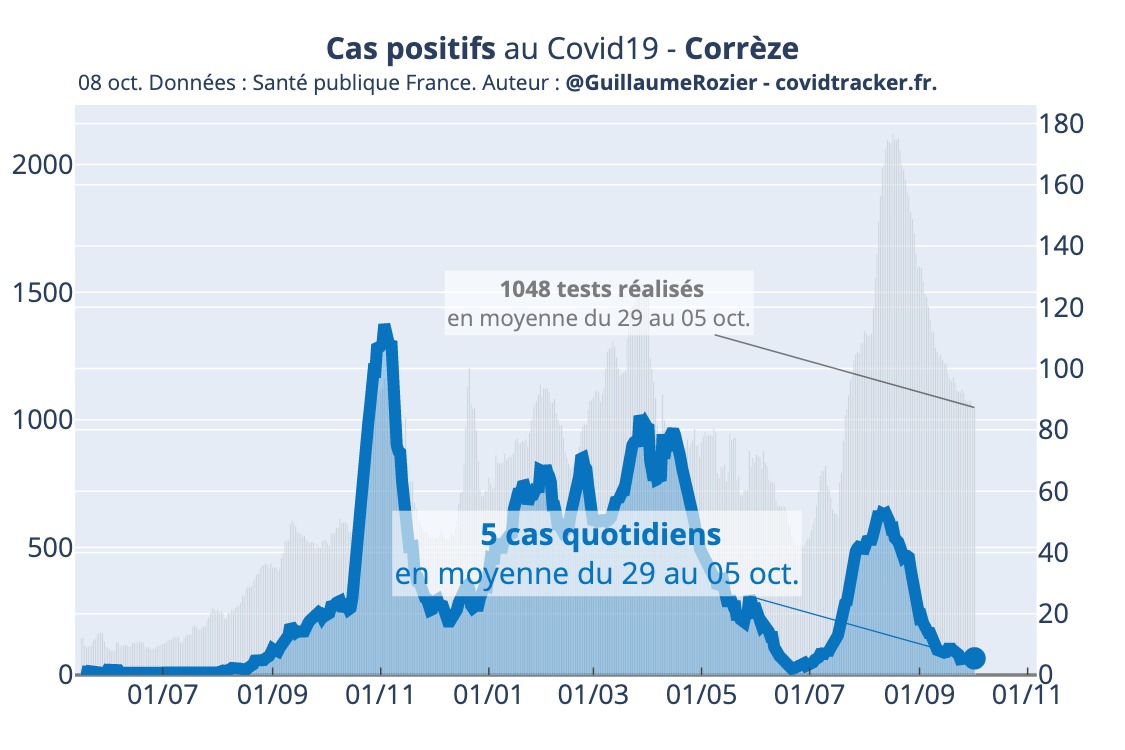 Cas positifs au Covid19 - Corrèze
08 oct. Données : Santé publique France. Auteur : @GuillaumeRozier - covidtracker.fr.
180
2000
160
140
1500
1048 tests réalisés
120
en moyenne du 29 au 05 oct.
100
1000
80
60
500
5 cas quotidiens
40
en moyenne du 29 au 05 oct.
20
0
0
01/07 01/09 01/11 01/01 01/03 01/05 01/07 01/09 01/11